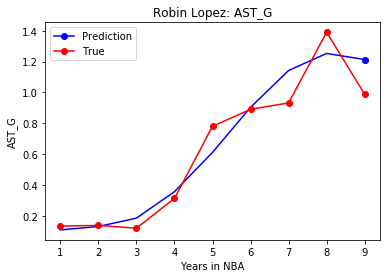 Robin Lopez: AST_G
Prediction
True
1.4
1.2
1.0
0.8
0.6
0.4
0.2
AST_G
1 2 3 4 5 6 7 8 9
Years in NBA